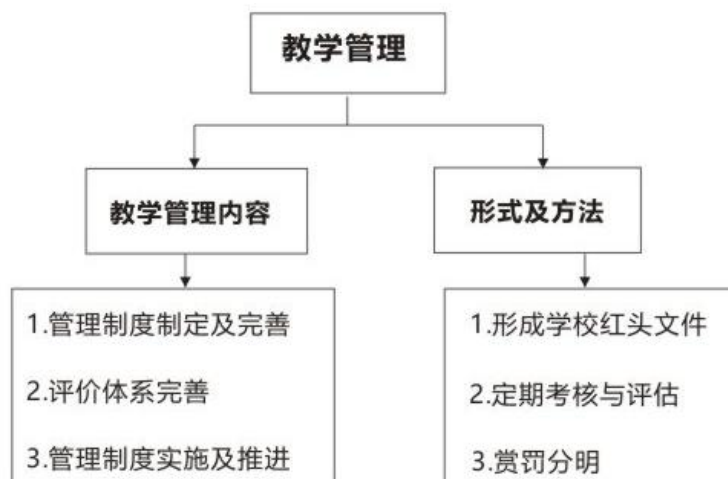 教学管理
教学管理内容
形式及方法
1.管理制度制定及完善
2.评价体系完善
3.管理制度实施及推进
1.形成学校红头文件
2.定期考核与评估
3.赏罚分明